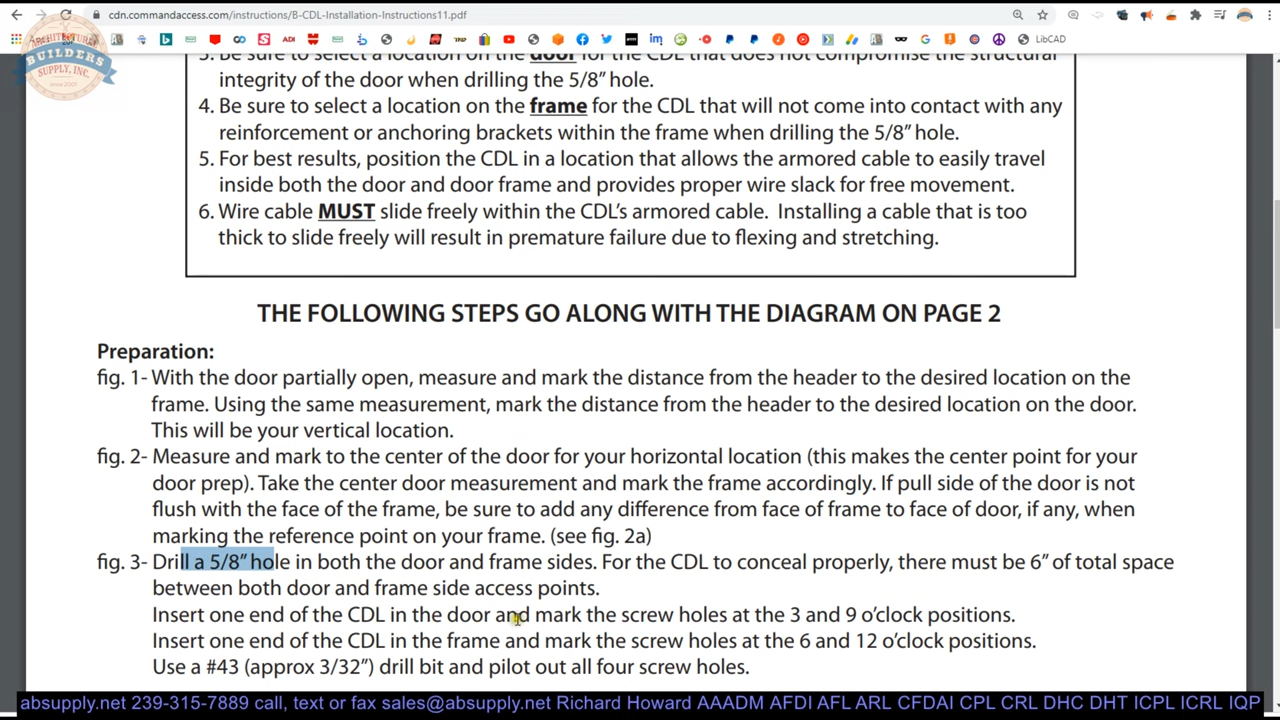 cdn.commandaccess.com/instructions/B-CDL-Installation-Instructions11.pdf
LibCAD
ARCHITECTURAL
BUILDERS
SUPPLY, INC.
since 2005
door for the CDL that does not compromise the structural
integrity of the door when drilling the 5/8” hole.
4. Be sure to select a location on the frame for the CDL that will not come into contact with any
reinforcement or anchoring brackets within the frame when drilling the 5/8” hole.
5. For best results, position the CDL in a location that allows the armored cable to easily travel
inside both the door and door frame and provides proper wire slack for free movement.
6. Wire cable MUST slide freely within the CDL’s armored cable. Installing a cable that is too
thick to slide freely will result in premature failure due to flexing and stretching.
THE FOLLOWING STEPS GO ALONG WITH THE DIAGRAM ON PAGE 2
Preparation:
fig. 1- With the door partially open, measure and mark the distance from the header to the desired location on the
frame. Using the same measurement, mark the distance from the header to the desired location on the door.
This will be your vertical location.
fig. 2- Measure and mark to the center of the door for your horizontal location (this makes the center point for your
door prep). Take the center door measurement and mark the frame accordingly. If pull side of the door is not
flush with the face of the frame, be sure to add any difference from face of frame to face of door, if any, when
marking the reference point on your frame. (see fig. 2a)
fig. 3- Drill a 5/8” hole in both the door and frame sides. For the CDL to conceal properly, there must be 6” of total space
between both door and frame side access points.
Insert one end of the CDL in the door and mark the screw holes at the 3 and 9 o’clock positions.
Insert one end of the CDL in the frame and mark the screw holes at the 6 and 12 o’clock positions.
Use a #43 (approx 3/32”) drill bit and pilot out all four screw holes.
absupply.net 239-315-7889 call, text or fax sales@absupply.net Richard Howard AAADM AFDI AFL ARL CFDAI CPL CRL DHC DHT ICPL ICRL IQP